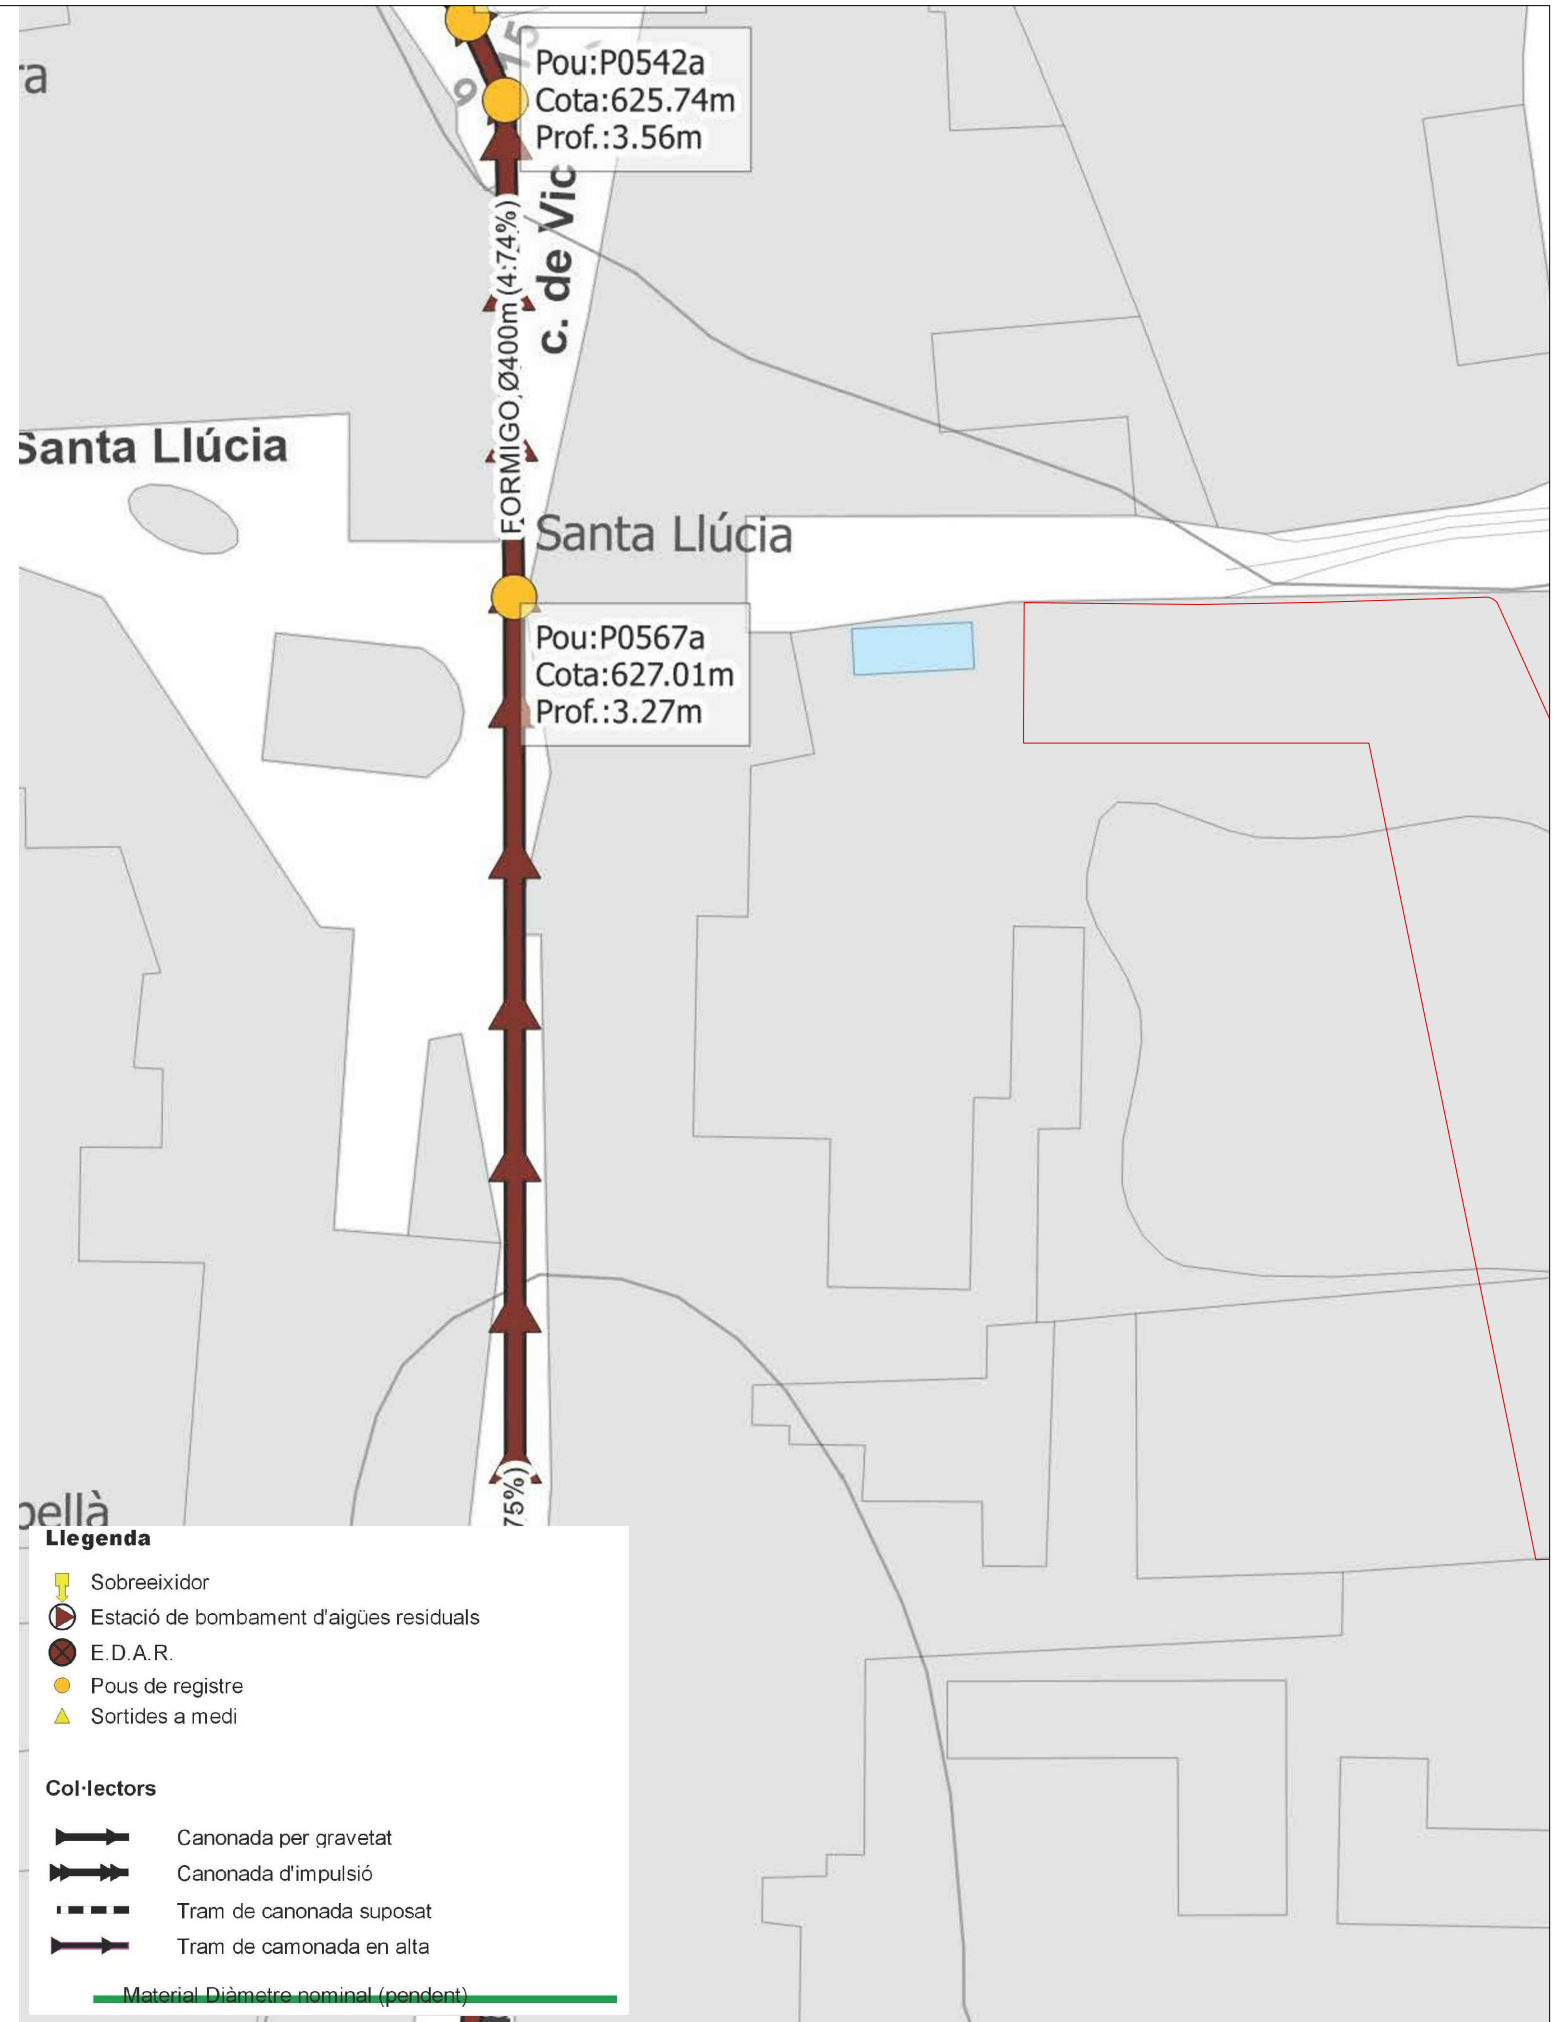 15
9
Pou:P0542a
Cota:625.74m
Prof.:3.56m
c. de Vic
FORMIGO,Ø400m (4.74%)
Santa Llúcia
Santa Llúcia
Pou:P0567a
Cota:627.01m
Prof.:3.27m
75%)
Llegenda
Sobreeixidor
Estació de bombament d'aigües residuals
E.D.A.R.
Pous de registre
Sortides a medi
Col·lectors
Canonada per gravetat
Canonada d'impulsió
Tram de canonada suposat
Tram de camonada en alta
Material Diàmetre nominal (pendent)